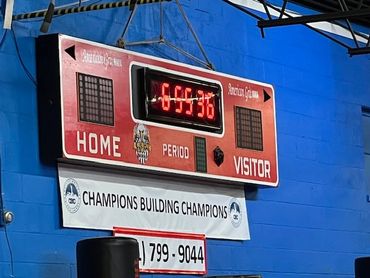 6:55:36
HOME
PERIOD
VISITOR
CHAMPIONS BUILDING CHAMPIONS
) 799 - 9044